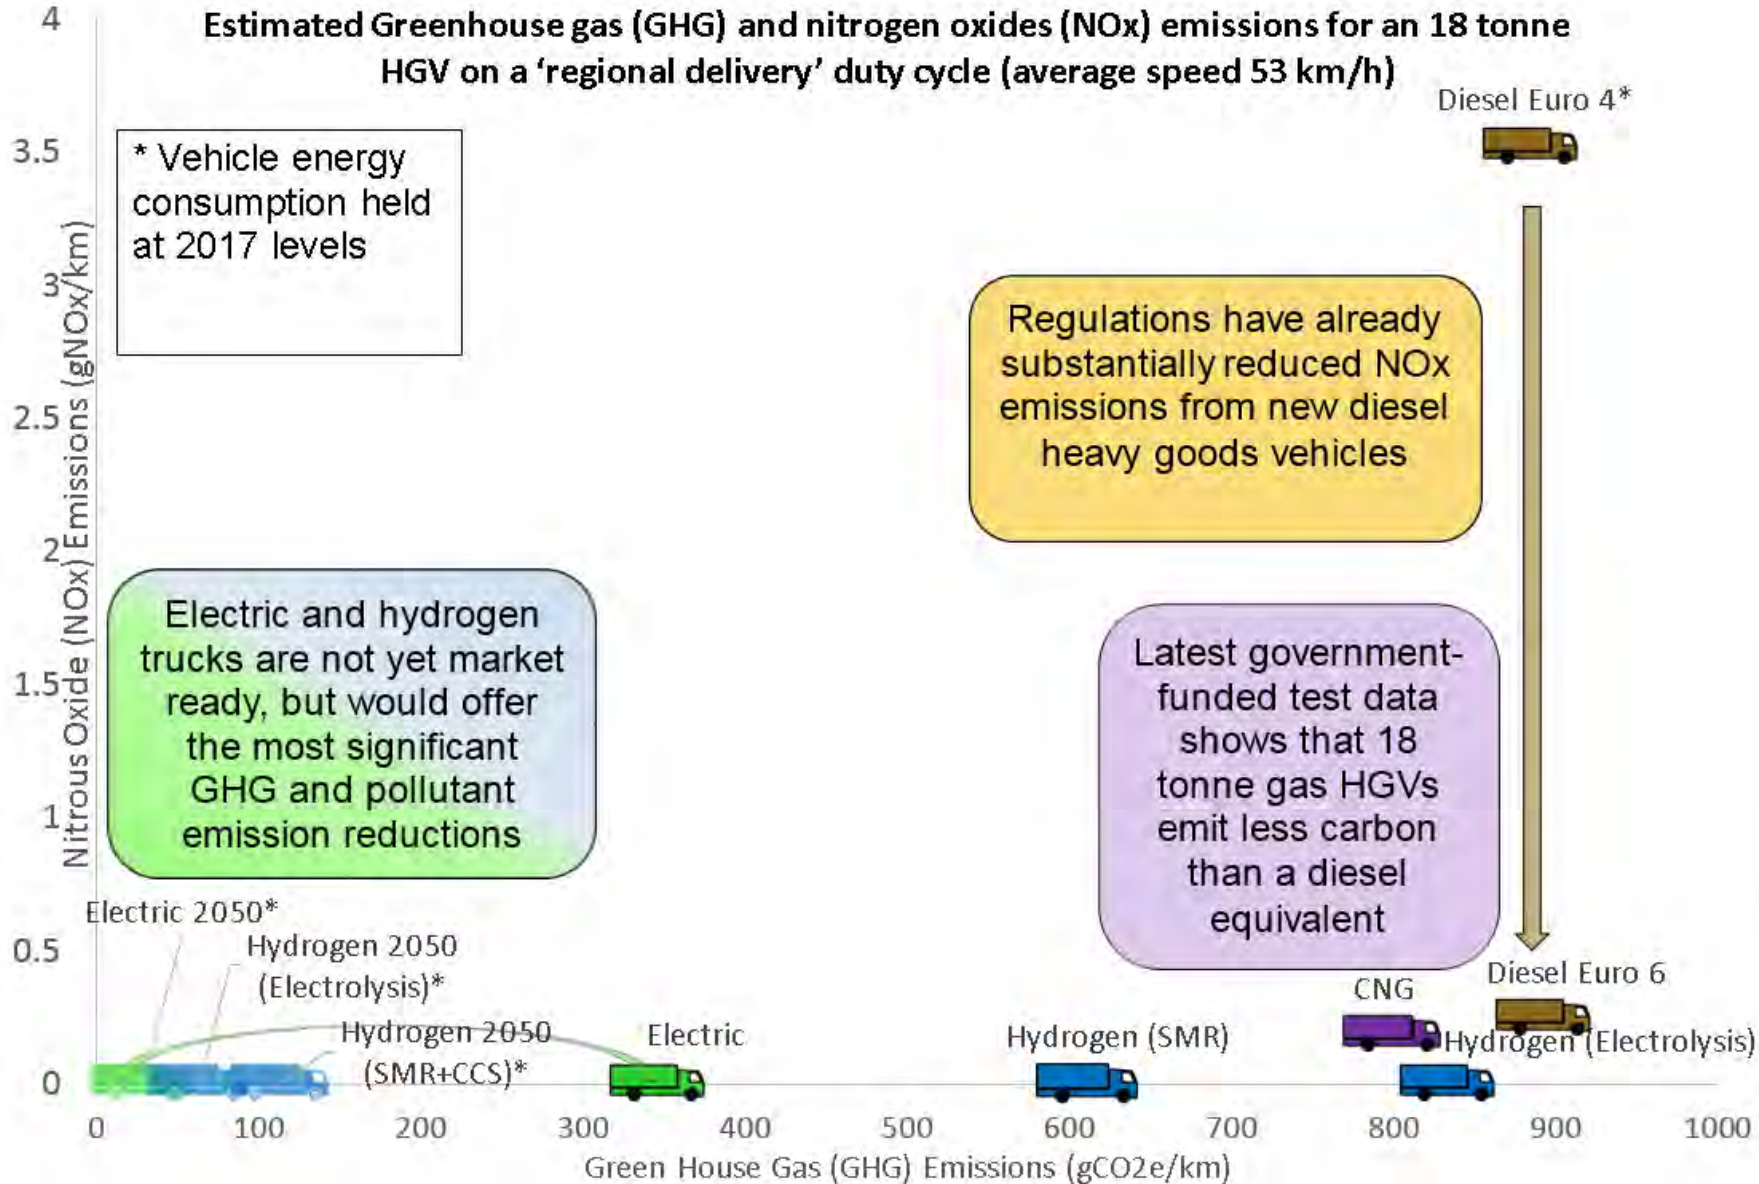 Estimated Greenhouse gas (GHG) and nitrogen oxides (NOx) emissions for an 18 tonne
HGV on a 'regional delivery' duty cycle (average speed 53 km/h)
Nitrous Oxide (NOx) Emissions (gNOx/km)
4
3.5
3
2.5
2
1.5
1
0.5
0
* Vehicle energy
consumption held
at 2017 levels
Diesel Euro 4*
Regulations have already
substantially reduced NOx
emissions from new diesel
heavy goods vehicles
Electric and hydrogen
trucks are not yet market
ready, but would offer
the most significant
GHG and pollutant
emission reductions
Latest government-
funded test data
shows that 18
tonne gas HGVs
emit less carbon
than a diesel
equivalent
Electric 2050*
Hydrogen 2050
(Electrolysis)*
Hydrogen 2050
(SMR+CCS)*
Electric
Hydrogen (SMR)
CNG
Diesel Euro 6
Hydrogen (Electrolysis)
0
100
200
300
400
500
600
700
800
900
1000
Green House Gas (GHG) Emissions (gCO2e/km)